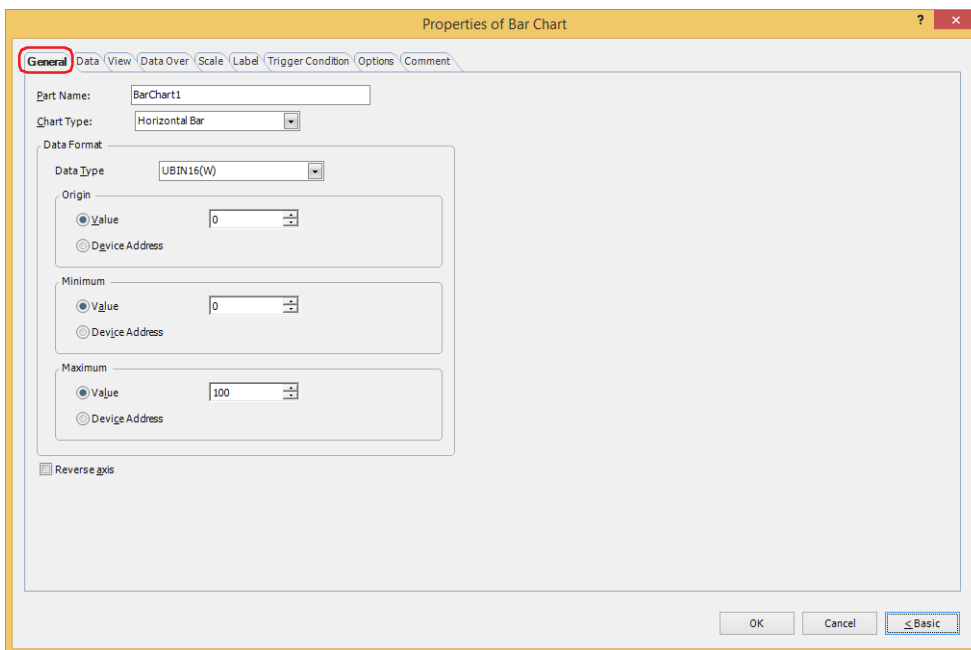 Properties of Bar Chart
?
General Data View Data Over Scale Label Trigger Condition Options Comment
Part Name: BarChart1
Chart Type: Horizontal Bar
Data Format
Data Type UBIN16(W)
Origin
Value 0
Device Address
Minimum
Value 0
Device Address
Maximum
Value 100
Device Address
Reverse axis
OK Cancel < Basic